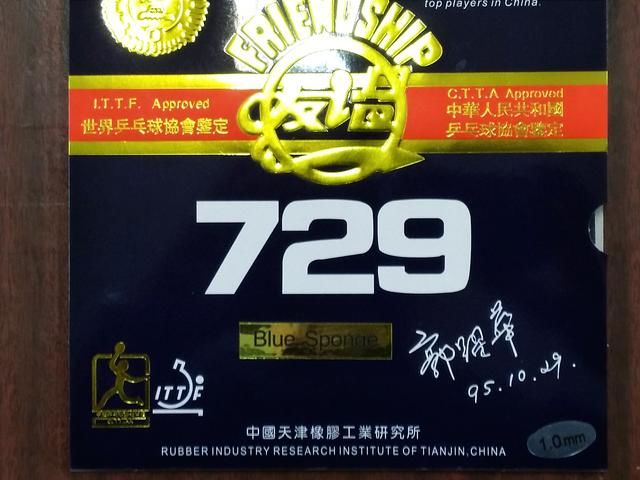 top players in China.
FRIENDSHIP
友谊
I.T.T.F. Approved
世界乒乓球協會鑒定
C.T.T.A Approved
中華人民共和國
乒乓球協會鑒定
729
Blue Sponge
郭躍華
95.10.29.
ITTF
中國天津橡膠工業研究所
RUBBER INDUSTRY RESEARCH INSTITUTE OF TIANJIN,CHINA
1.0mm